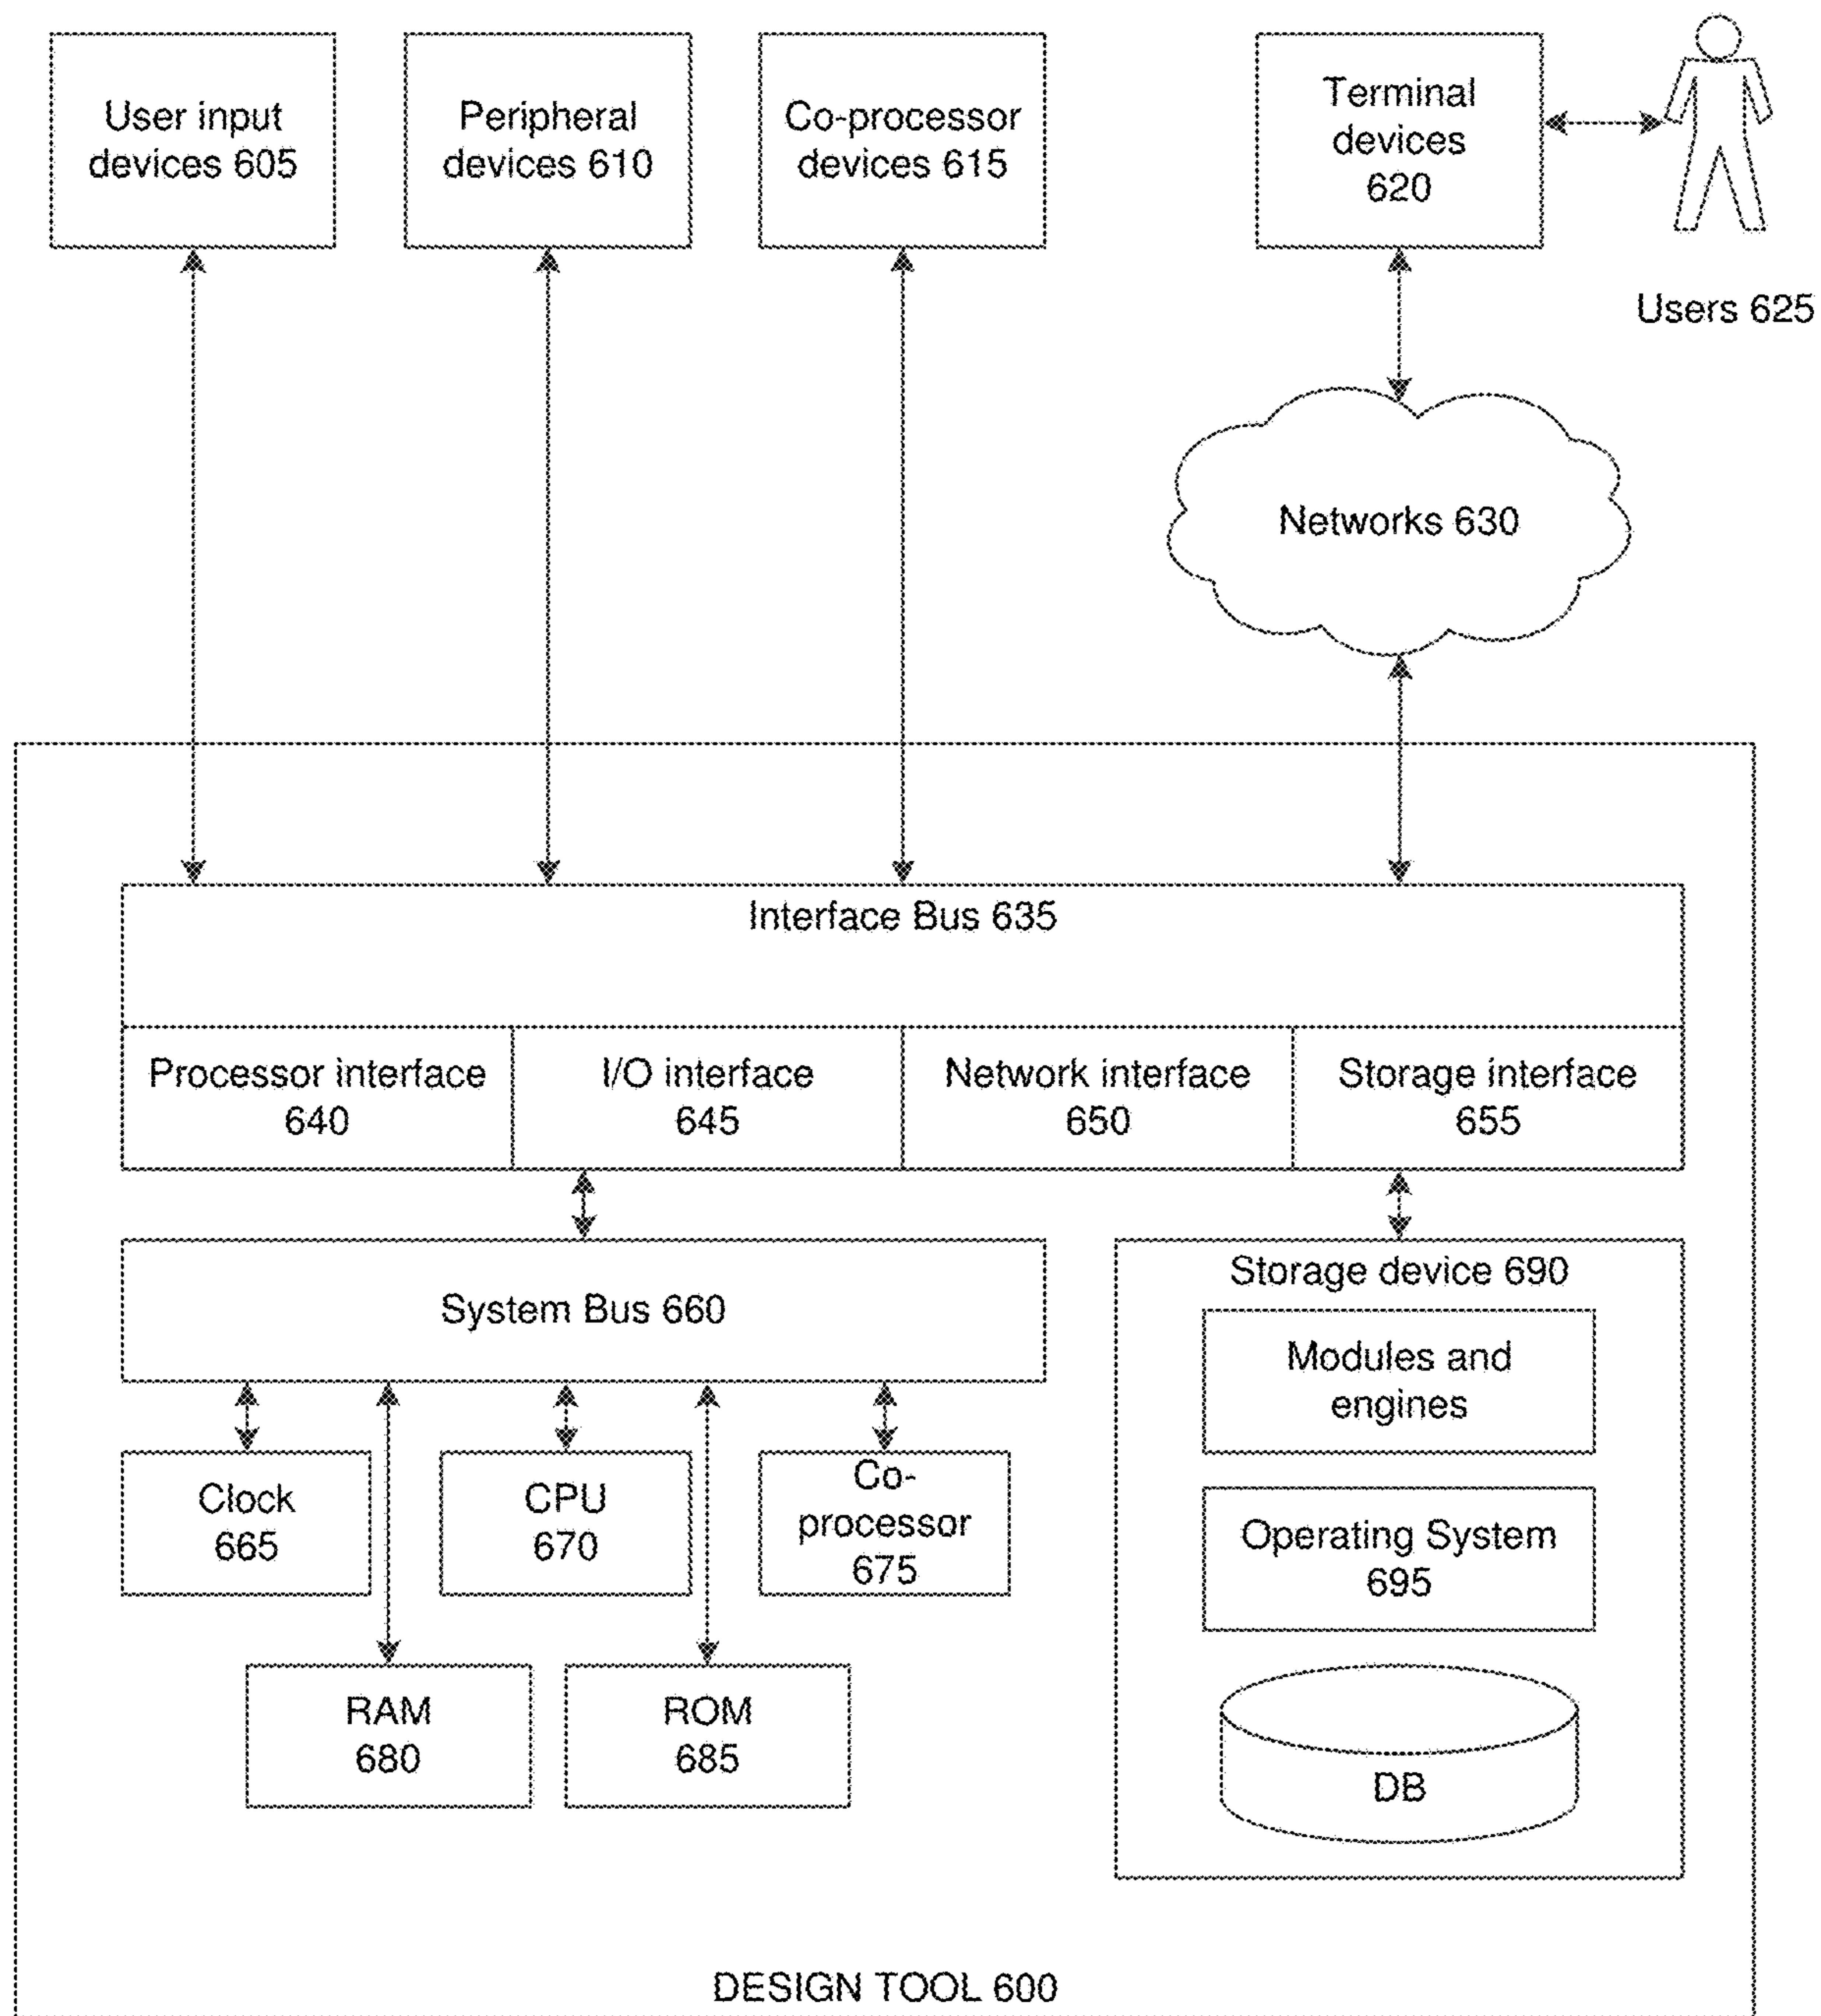 User input
devices 605
Peripheral
devices 610
Co-processor
devices 615
Terminal
devices
620
Users 625
Networks 630
Interface Bus 635
Processor interface
640
I/O interface
645
Network interface
650
Storage interface
655
System Bus 660
Storage device 690
Modules and
engines
Clock
665
CPU
670
Co-
processor
675
Operating System
695
RAM
680
ROM
685
DB
DESIGN TOOL 600